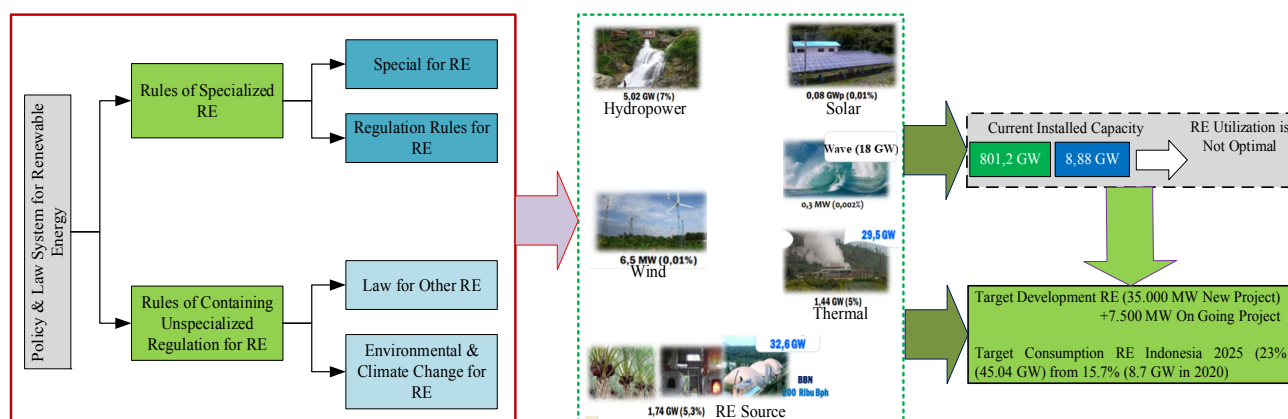 Policy & Law System for Renewable
Energy
Rules of Specialized
RE
Special for RE
Regulation Rules for
RE
Rules of Containing
Unspecialized
Regulation for RE
Law for Other RE
Environmental &
Climate Change for
RE
5,02 GW (7%)
Hydropower
0,08 GWp (0,01%)
Solar
Wave (18 GW)
0,3 MW (0,002%)
6,5 MW (0,01%)
Wind
29,5 GW
1,44 GW (5%)
Thermal
32,6 GW
BBN
200 Ribu Bph
1,74 GW (5,3%)
RE Source
Current Installed Capacity
801,2 GW
8,88 GW
RE Utilization is
Not Optimal
Target Development RE (35.000 MW New Project)
+7.500 MW On Going Project
Target Consumption RE Indonesia 2025 (23%
(45.04 GW) from 15.7% (8.7 GW in 2020)